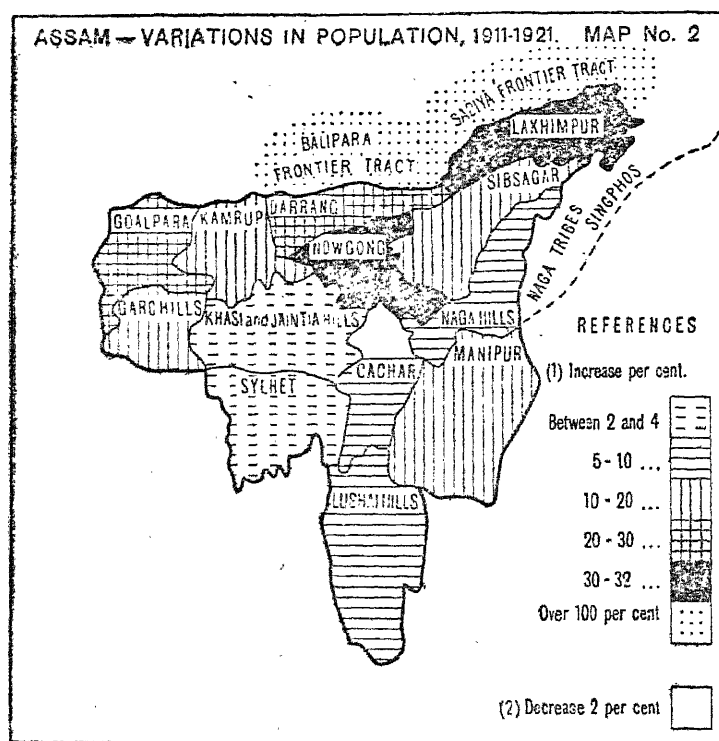 ASSAM — VARIATIONS IN POPULATION, 1911-1921. MAP No. 2
SADIYA FRONTIER TRACT
LAXHIMPUR
BALIPARA
FRONTIER TRACT
SIBSAGAR
DARRANG
GOALPARA
KAMRUP
NOWGONG
NAGA TRIBES
SINGPHOS
GARO HILLS
KHASI and JAINTIA HILLS
NAGA HILLS
MANIPUR
CACHAR
SYLHET
LUSHAI HILLS
REFERENCES
(1) Increase per cent.
Between 2 and 4
5 - 10 ...
10 - 20 ...
20 - 30 ...
30 - 32 ...
Over 100 per cent
(2) Decrease 2 per cent